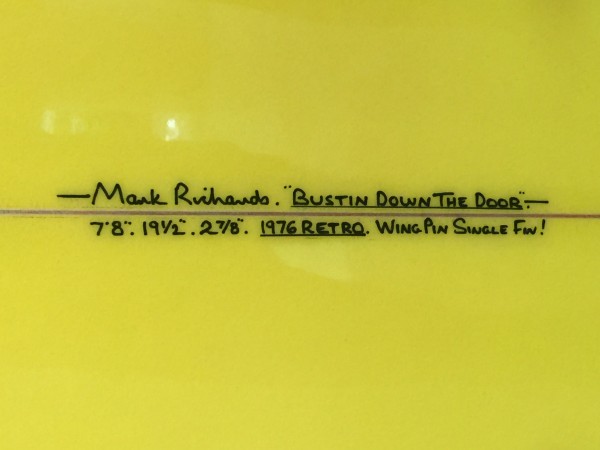 —Mark Richards. "BUSTIN DOWN THE DOOR".—
7'8". 19½". 2⅞". 1976 RETRO. WING PIN SINGLE FIN!